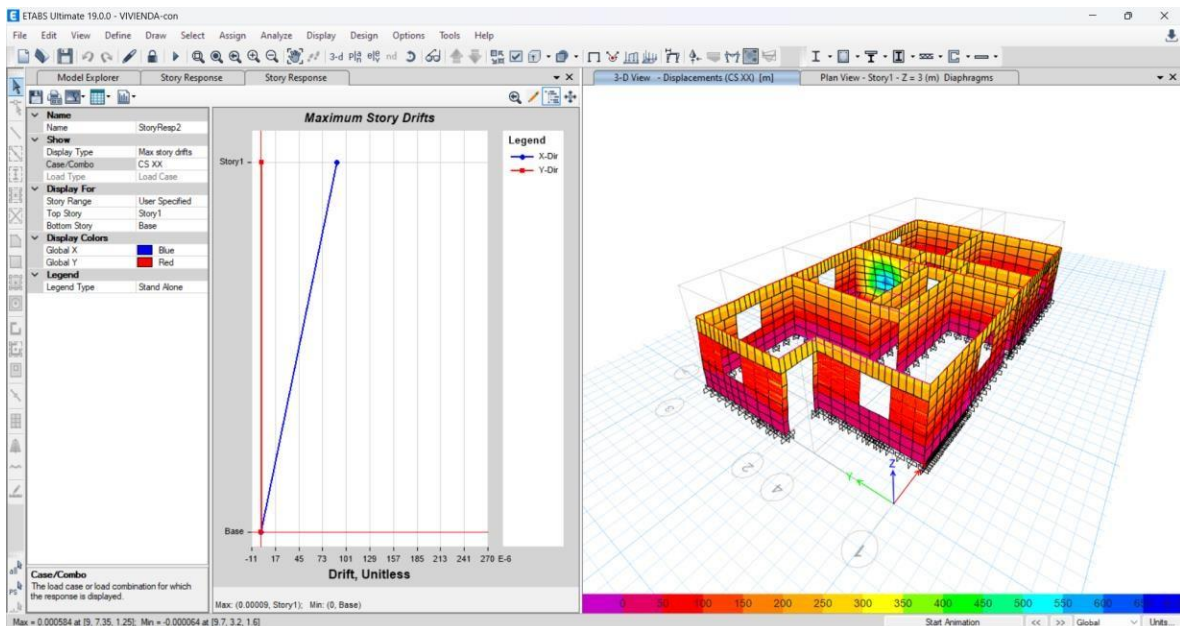 ETABS Ultimate 19.0.0 - VIVIENDA-con
File Edit View Define Draw Select Assign Analyze Display Design Options Tools Help
3-d
Model Explorer Story Response Story Response
3-D View - Displacements (CS XX) [m] Plan View - Story1 - Z = 3 (m) Diaphragms
Name
Name StoryResp2
Show
Display Type Max story drifts
Case/Combo CS XX
Load Type Load Case
Display For
Story Range User Specified
Top Story Story1
Bottom Story Base
Display Colors
Global X Blue
Global Y Red
Legend
Legend Type Stand Alone
Case/Combo
The load case or load combination for which
the response is displayed.
Maximum Story Drifts
Legend
X-Dir
Y-Dir
Story1
Base
-11 17 45 73 101 129 157 185 213 241 270 E-6
Drift, Unitless
Max: (0.00009, Story1); Min: (0, Base)
Z
Y
2
4
1
0 50 100 150 200 250 300 350 400 450 500 550 600
Max = 0.000584 at [9, 7.35, 1.25]; Min = -0.000064 at [9.7, 3.2, 1.6]
Start Animation << >> Global Units...